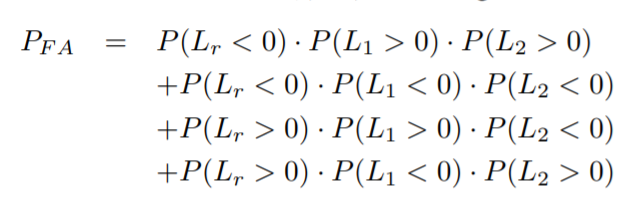 P_{FA} = P(L_r < 0) · P(L_1 > 0) · P(L_2 > 0)
+P(L_r < 0) · P(L_1 < 0) · P(L_2 < 0)
+P(L_r > 0) · P(L_1 > 0) · P(L_2 < 0)
+P(L_r > 0) · P(L_1 < 0) · P(L_2 > 0)